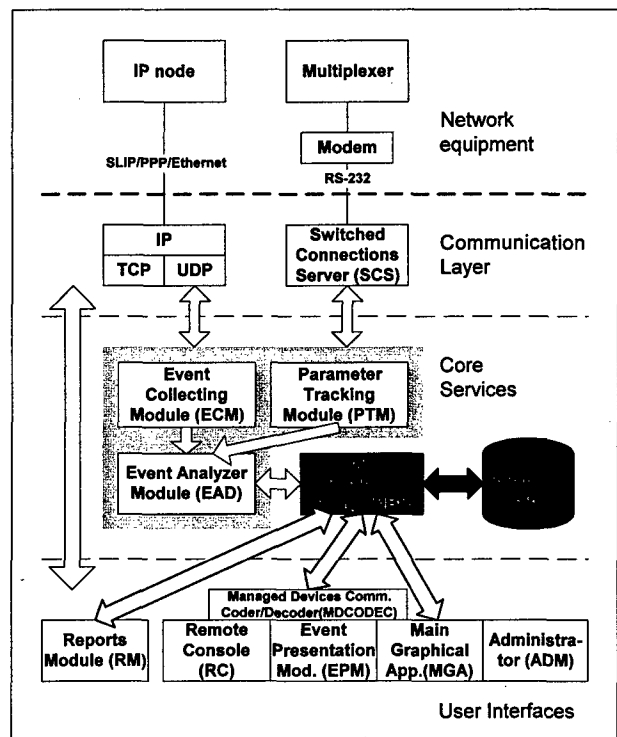 IP node
Multiplexer
Network
equipment
Modem
SLIP/PPP/Ethernet
RS-232
IP
TCP
UDP
Switched
Connections
Server (SCS)
Communication
Layer
Core
Services
Event
Collecting
Module (ECM)
Parameter
Tracking
Module (PTM)
Event Analyzer
Module (EAD)
Managed Devices Comm.
Coder/Decoder(MDCODEC)
Reports
Module (RM)
Remote
Console
(RC)
Event
Presentation
Mod. (EPM)
Main
Graphical
App.(MGA)
Administra-
tor (ADM)
User Interfaces